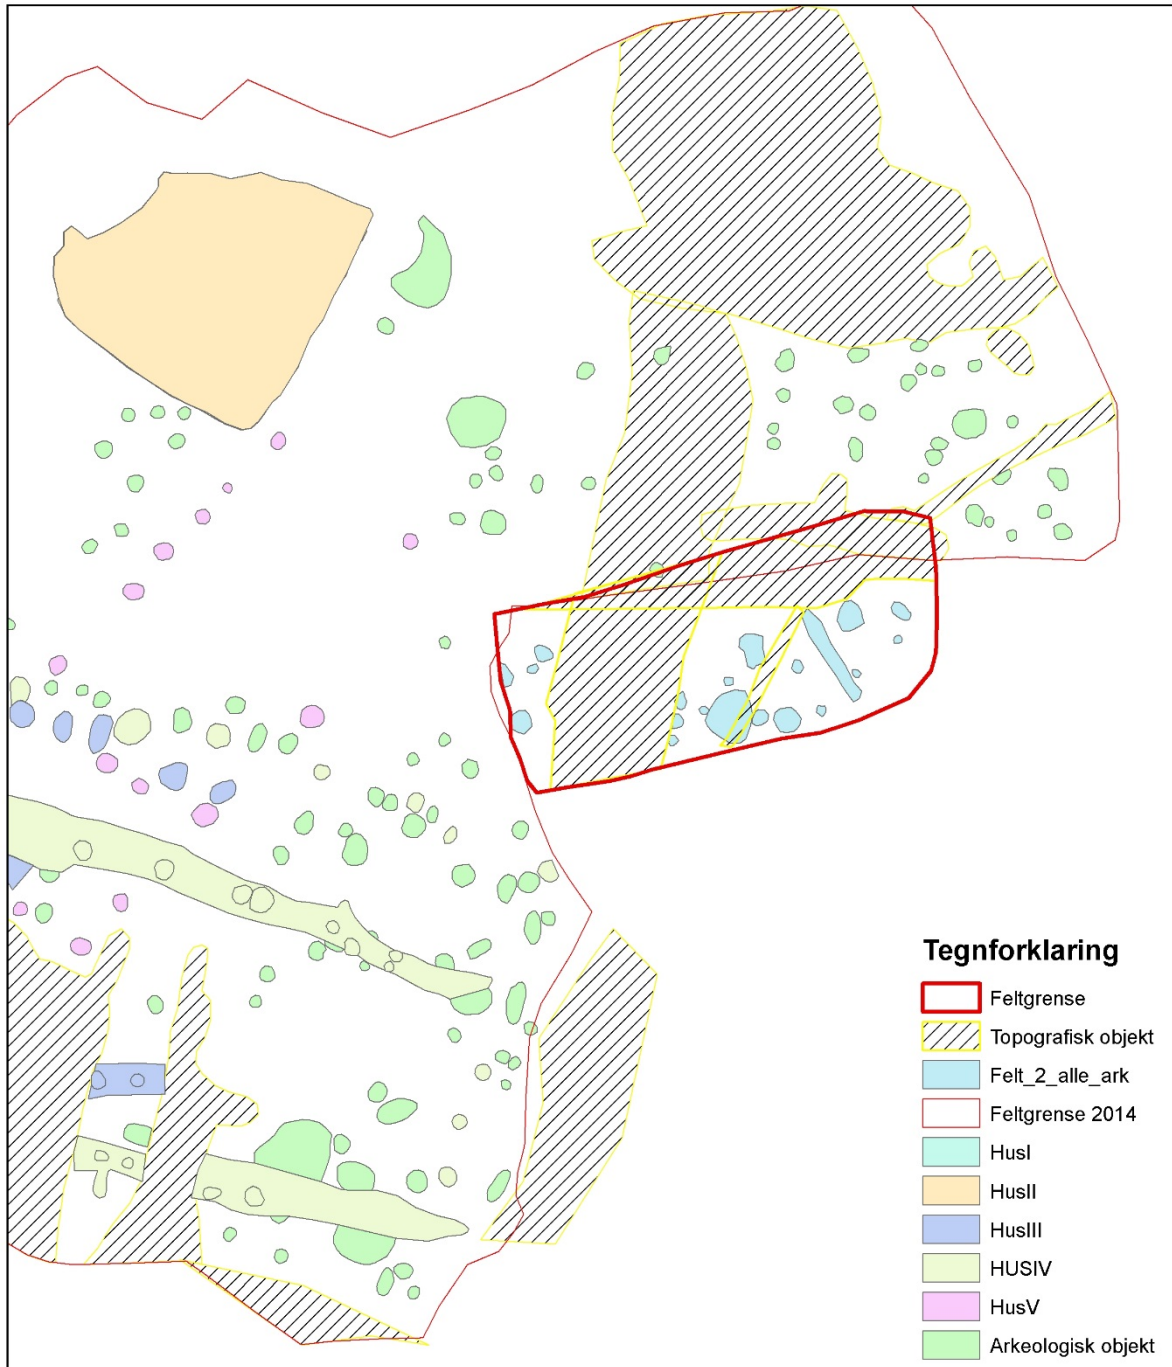 Tegnforklaring
Feltgrense
Topografisk objekt
Felt_2_alle_ark
Feltgrense 2014
HusI
HusII
HusIII
HUSIV
HusV
Arkeologisk objekt